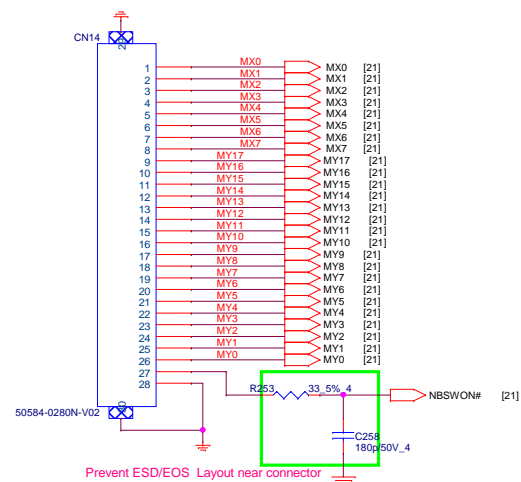 29
CN14
1 MX0 MX0 [21]
2 MX1 MX1 [21]
3 MX2 MX2 [21]
4 MX3 MX3 [21]
5 MX4 MX4 [21]
6 MX5 MX5 [21]
7 MX6 MX6 [21]
8 MX7 MX7 [21]
9 MY17 MY17 [21]
10 MY16 MY16 [21]
11 MY15 MY15 [21]
12 MY14 MY14 [21]
13 MY13 MY13 [21]
14 MY12 MY12 [21]
15 MY11 MY11 [21]
16 MY10 MY10 [21]
17 MY9 MY9 [21]
18 MY8 MY8 [21]
19 MY7 MY7 [21]
20 MY6 MY6 [21]
21 MY5 MY5 [21]
22 MY4 MY4 [21]
23 MY3 MY3 [21]
24 MY2 MY2 [21]
25 MY1 MY1 [21]
26 MY0 MY0 [21]
27
28
R253 33_5%_4
NBSWON# [21]
50584-0280N-V02
30
C258
180p/50V_4
Prevent ESD/EOS Layout near connector